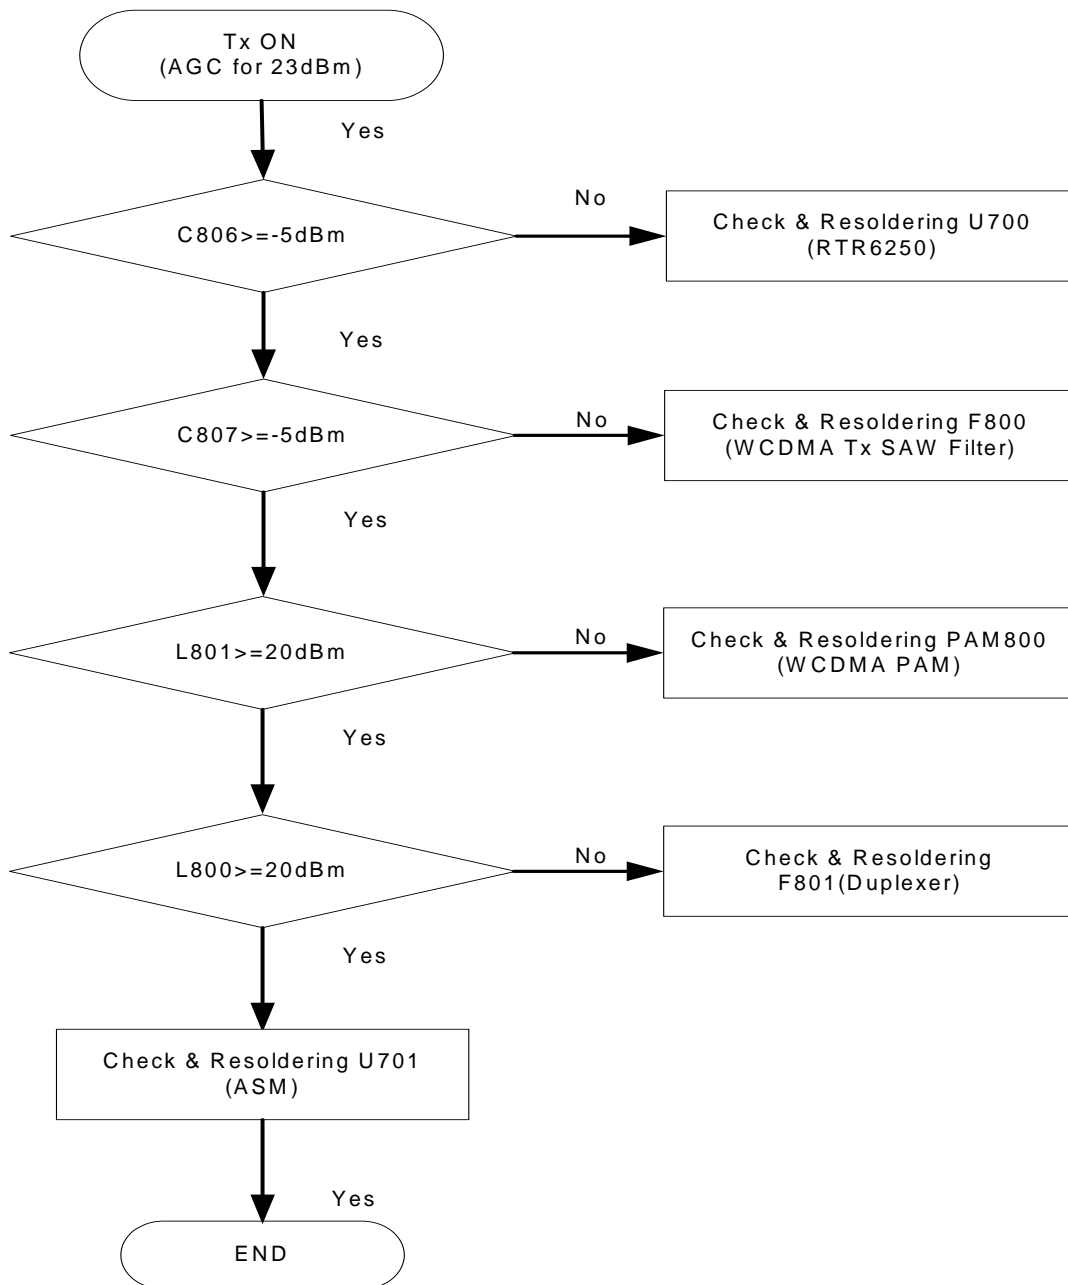 Tx ON
(AGC for 23dBm)
Yes
C806>=-5dBm
No
Check & Resoldering U700
(RTR6250)
Yes
C807>=-5dBm
No
Check & Resoldering F800
(WCDMA Tx SAW Filter)
Yes
L801>=20dBm
No
Check & Resoldering PAM800
(WCDMA PAM)
Yes
L800>=20dBm
No
Check & Resoldering
F801(Duplexer)
Yes
Check & Resoldering U701
(ASM)
Yes
END